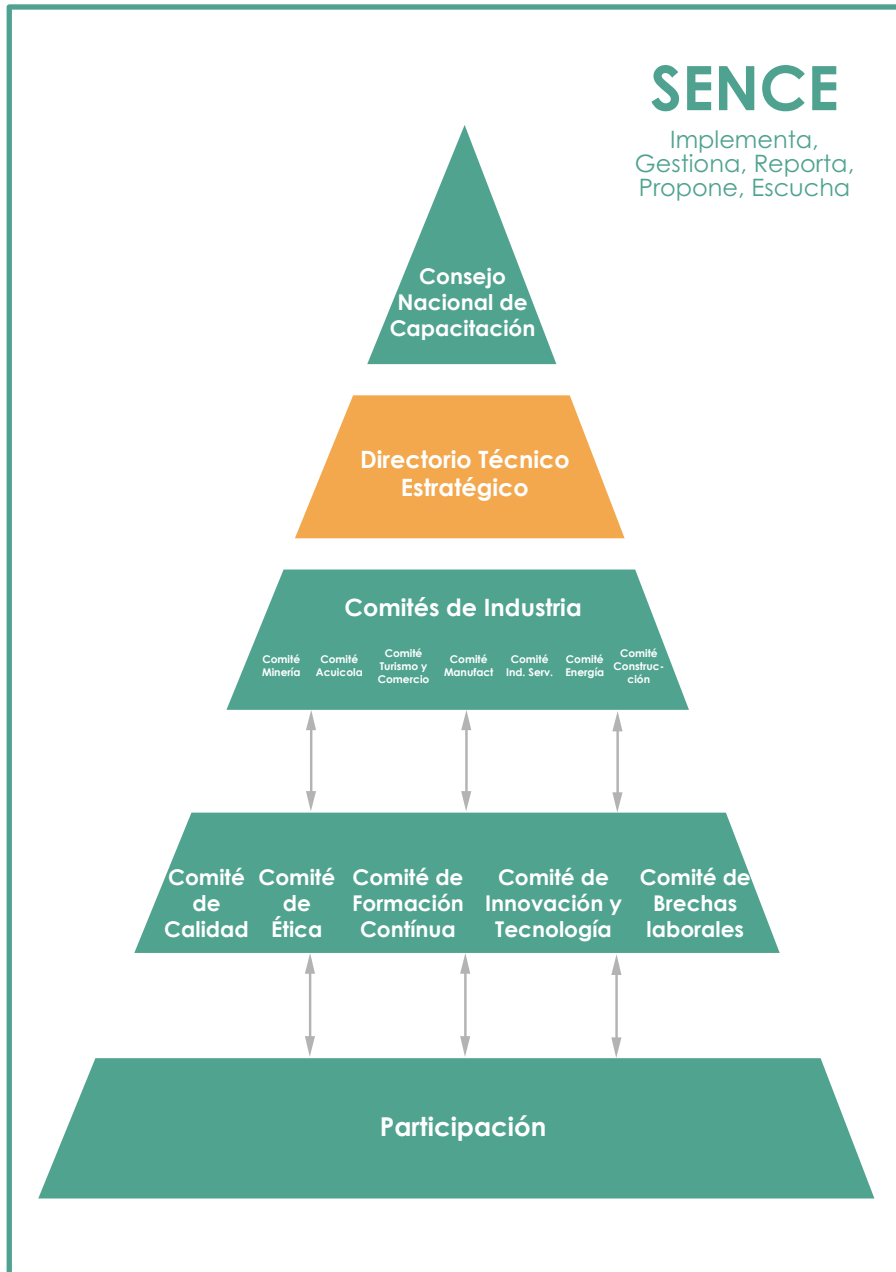 SENCE
Implementa,
Gestiona, Reporta,
Propone, Escucha
Consejo
Nacional de
Capacitación
Directorio Técnico
Estratégico
Comités de Industria
Comité
Minería
Comité
Acuicola
Comité
Turismo y
Comercio
Comité
Manufact
Comité
Ind. Serv.
Comité
Energía
Comité
Construc-
ción
Comité
de
Calidad
Comité
de
Ética
Comité de
Formación
Contínua
Comité de
Innovación y
Tecnología
Comité de
Brechas
laborales
Participación